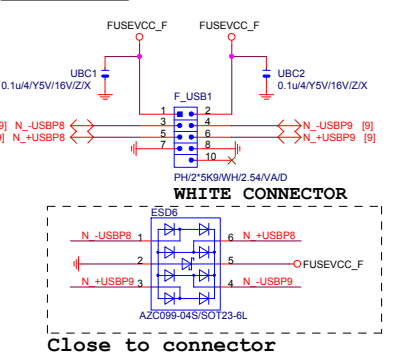 FUSEVCC_F FUSEVCC_F
UBC1 UBC2
0.1u/4/Y5V/16V/Z/X 0.1u/4/Y5V/16V/Z/X
F_USB1
1 2
9] N_-USBP8 3 4 N_-USBP9 [9]
9] N_+USBP8 5 6 N_+USBP9 [9]
7 8
10
PH/2*5K9/WH/2.54/VA/D
WHITE CONNECTOR
ESD6
N_-USBP8 1 6 N_+USBP8
2 5 FUSEVCC_F
N_+USBP9 3 4 N_-USBP9
AZC099-04S/SOT23-6L
Close to connector